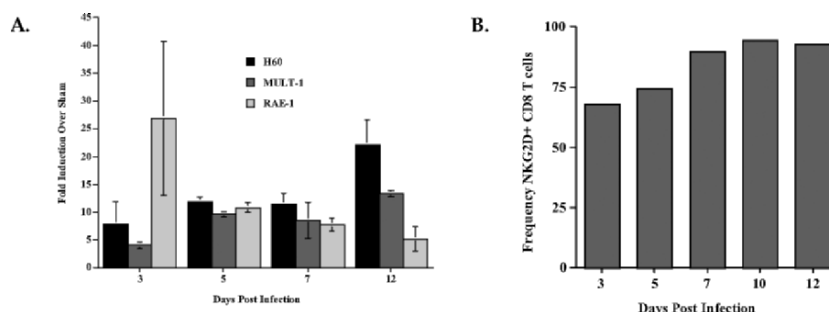 A.
Fold Induction Over Sham
45
40
35
30
25
20
15
10
5
0
H60
MULT-1
RAE-1
3
5
7
12
Days Post Infection
B.
Frequency NKG2D+ CD8 T cells
100
75
50
25
0
3
5
7
10
12
Days Post Infection